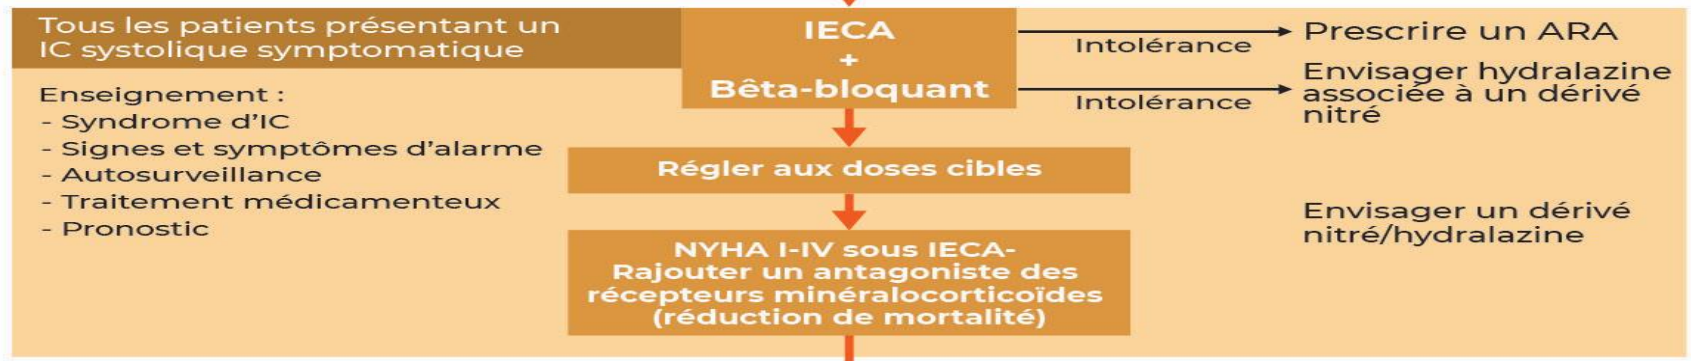 Tous les patients présentant un
IC systolique symptomatique
Enseignement :
- Syndrome d'IC
- Signes et symptômes d'alarme
- Autosurveillance
- Traitement médicamenteux
- Pronostic
IECA
+
Bêta-bloquant
Intolérance
Prescrire un ARA
Intolérance
Envisager hydralazine
associée à un dérivé
nitré
Régler aux doses cibles
NYHA I-IV sous IECA-
Rajouter un antagoniste des
récepteurs minéralocorticoïdes
(réduction de mortalité)
Envisager un dérivé
nitré/hydralazine